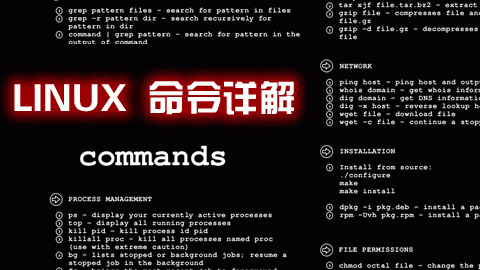 grep pattern files - search for pattern in files
grep -r pattern dir - search recursively for
pattern in dir
command | grep pattern - search for pattern in the
output of command
LINUX 命令详解
commands
PROCESS MANAGEMENT
ps - display your currently active processes
top - display all running processes
kill pid - kill process id pid
killall proc - kill all processes named proc
(use with extreme caution)
bg - lists stopped or background jobs; resume a
stopped job in the background
tar xjf file.tar.bz2 - extract
gzip file - compresses file and
file.gz
gzip -d file.gz - decompresses
file
NETWORK
ping host - ping host and output
whois domain - get whois
dig domain - get DNS
dig -x host - reverse lookup
wget file - download file
wget -c file - continue a
INSTALLATION
Install from source:
./configure
make
make install
dpkg -i pkg.deb - install a
rpm -Uvh pkg.rpm - install a
FILE PERMISSIONS
chmod octal file - change the